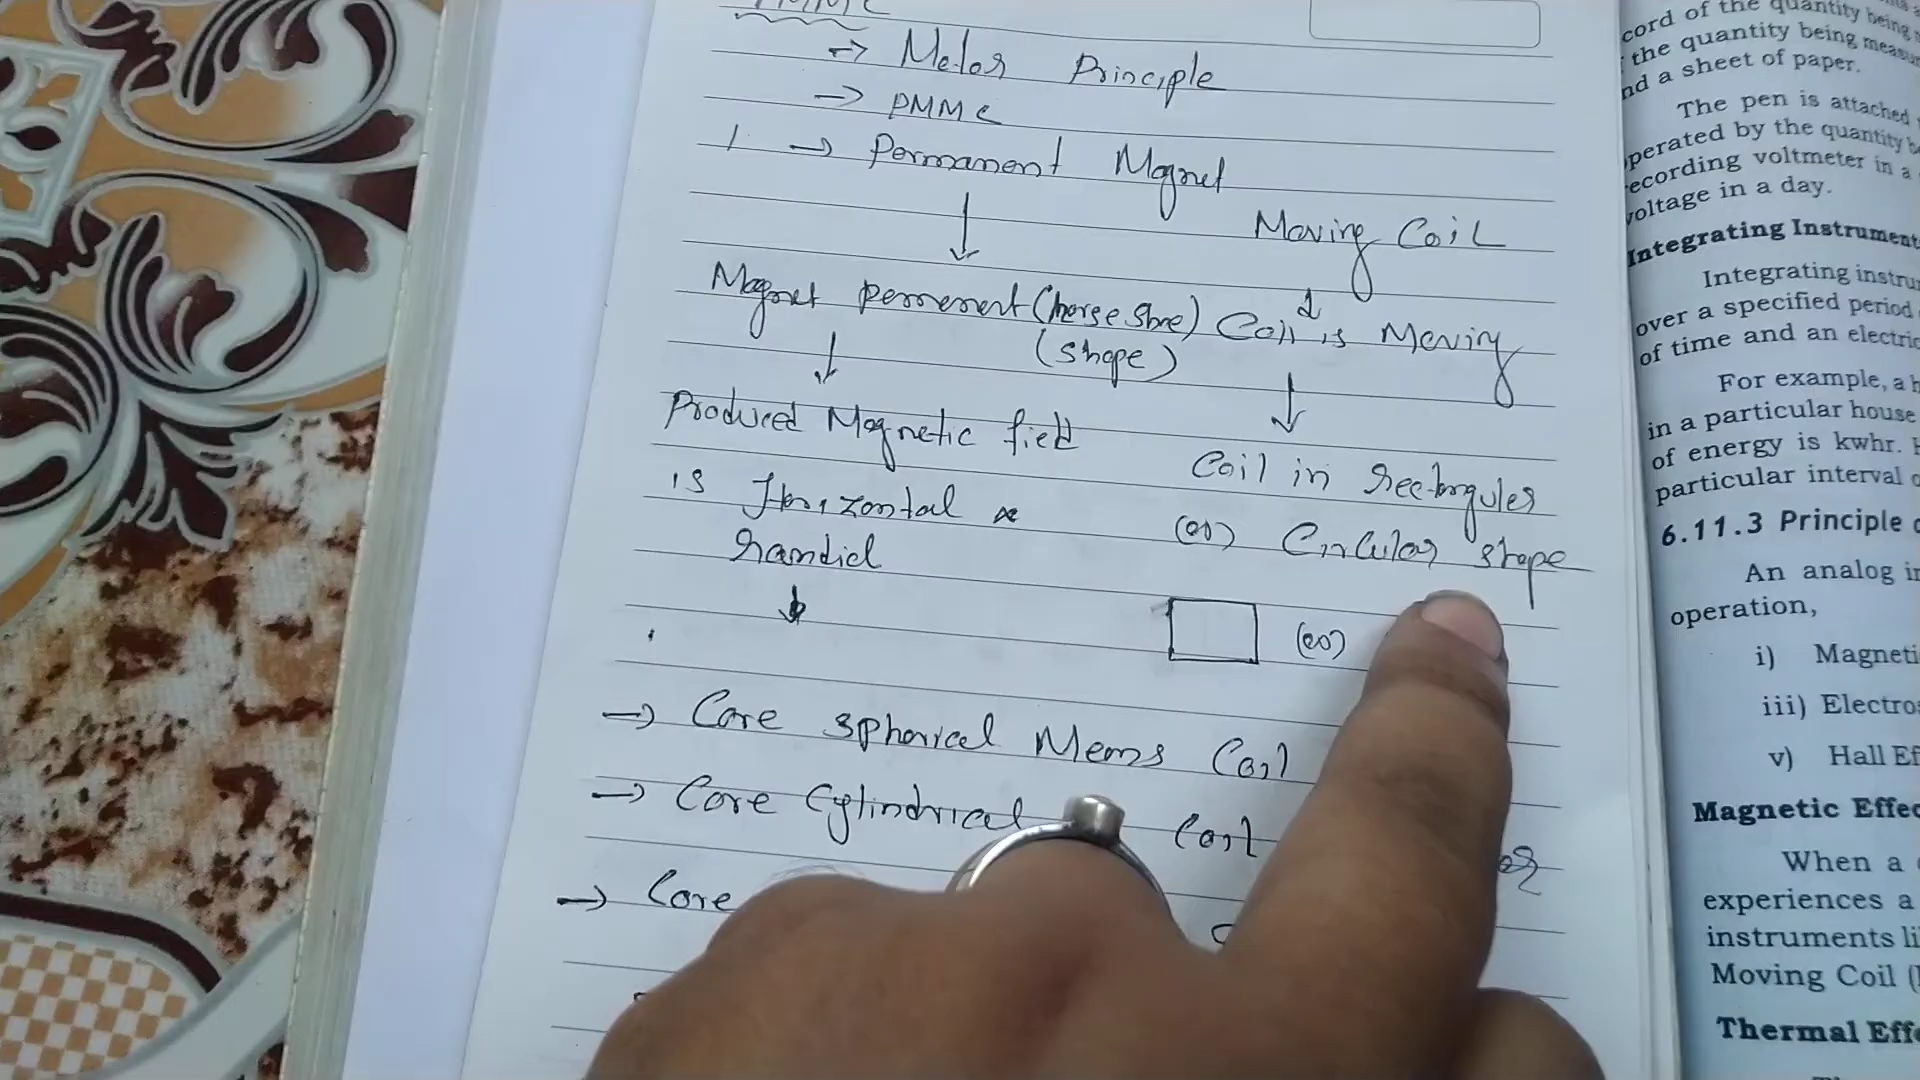 PMMC
→ Motor Principle
→ PMMC
1 → Permanent Magnet
Moving Coil
Magnet permenent (horse shoe) Coil is Moving
(shape)
Produced Magnetic field
is Horizontal &
Coil in rectangular
(or) Circular shape
randial
(or)
→ Core spherical Means Coil
→ Core Cylindrical Coil
→ Core
cord of the quantity being
the quantity being
nd a sheet of paper.
The pen is attached
perated by the quantity
ecording voltmeter in a
voltage in a day.
Integrating Instrument
Integrating instru
over a specified period
of time and an electric
For example, a h
in a particular house
of energy is kwhr.
particular interval
6.11.3 Principle
An analog in
operation,
i) Magneti
iii) Electros
v) Hall Ef
Magnetic Effec
When a
experiences a
instruments li
Moving Coil (
Thermal Effe